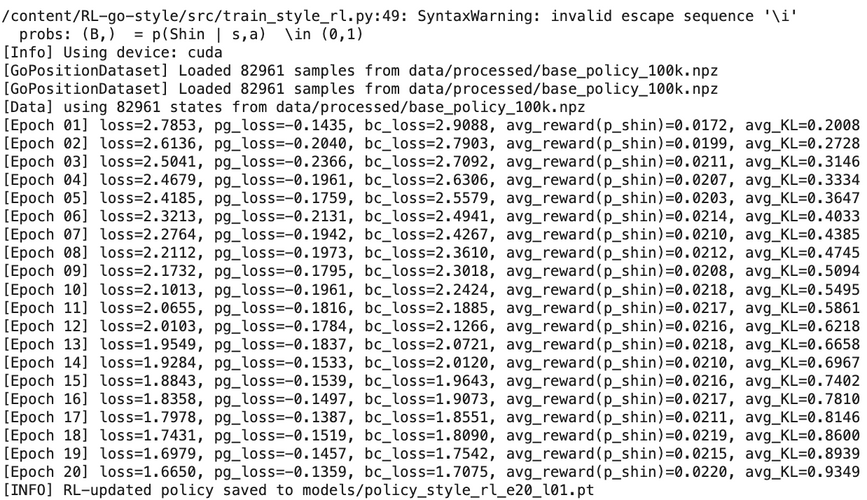 /content/RL-go-style/src/train_style_rl.py:49: SyntaxWarning: invalid escape sequence '\i'
  probs: (B,)  = p(Shin | s,a)  \in (0,1)
[Info] Using device: cuda
[GoPositionDataset] Loaded 82961 samples from data/processed/base_policy_100k.npz
[GoPositionDataset] Loaded 82961 samples from data/processed/base_policy_100k.npz
[Data] using 82961 states from data/processed/base_policy_100k.npz
[Epoch 01] loss=2.7853, pg_loss=-0.1435, bc_loss=2.9088, avg_reward(p_shin)=0.0172, avg_KL=0.2008
[Epoch 02] loss=2.6136, pg_loss=-0.2040, bc_loss=2.7903, avg_reward(p_shin)=0.0199, avg_KL=0.2728
[Epoch 03] loss=2.5041, pg_loss=-0.2366, bc_loss=2.7092, avg_reward(p_shin)=0.0211, avg_KL=0.3146
[Epoch 04] loss=2.4679, pg_loss=-0.1961, bc_loss=2.6306, avg_reward(p_shin)=0.0207, avg_KL=0.3334
[Epoch 05] loss=2.4185, pg_loss=-0.1759, bc_loss=2.5579, avg_reward(p_shin)=0.0203, avg_KL=0.3647
[Epoch 06] loss=2.3213, pg_loss=-0.2131, bc_loss=2.4941, avg_reward(p_shin)=0.0214, avg_KL=0.4033
[Epoch 07] loss=2.2764, pg_loss=-0.1942, bc_loss=2.4267, avg_reward(p_shin)=0.0210, avg_KL=0.4385
[Epoch 08] loss=2.2112, pg_loss=-0.1973, bc_loss=2.3610, avg_reward(p_shin)=0.0212, avg_KL=0.4745
[Epoch 09] loss=2.1732, pg_loss=-0.1795, bc_loss=2.3018, avg_reward(p_shin)=0.0208, avg_KL=0.5094
[Epoch 10] loss=2.1013, pg_loss=-0.1961, bc_loss=2.2424, avg_reward(p_shin)=0.0218, avg_KL=0.5495
[Epoch 11] loss=2.0655, pg_loss=-0.1816, bc_loss=2.1885, avg_reward(p_shin)=0.0217, avg_KL=0.5861
[Epoch 12] loss=2.0103, pg_loss=-0.1784, bc_loss=2.1266, avg_reward(p_shin)=0.0216, avg_KL=0.6218
[Epoch 13] loss=1.9549, pg_loss=-0.1837, bc_loss=2.0721, avg_reward(p_shin)=0.0218, avg_KL=0.6658
[Epoch 14] loss=1.9284, pg_loss=-0.1533, bc_loss=2.0120, avg_reward(p_shin)=0.0210, avg_KL=0.6967
[Epoch 15] loss=1.8843, pg_loss=-0.1539, bc_loss=1.9643, avg_reward(p_shin)=0.0216, avg_KL=0.7402
[Epoch 16] loss=1.8358, pg_loss=-0.1497, bc_loss=1.9073, avg_reward(p_shin)=0.0217, avg_KL=0.7810
[Epoch 17] loss=1.7978, pg_loss=-0.1387, bc_loss=1.8551, avg_reward(p_shin)=0.0211, avg_KL=0.8146
[Epoch 18] loss=1.7431, pg_loss=-0.1519, bc_loss=1.8090, avg_reward(p_shin)=0.0219, avg_KL=0.8600
[Epoch 19] loss=1.6979, pg_loss=-0.1457, bc_loss=1.7542, avg_reward(p_shin)=0.0215, avg_KL=0.8939
[Epoch 20] loss=1.6650, pg_loss=-0.1359, bc_loss=1.7075, avg_reward(p_shin)=0.0220, avg_KL=0.9349
[INFO] RL-updated policy saved to models/policy_style_rl_e20_l01.pt